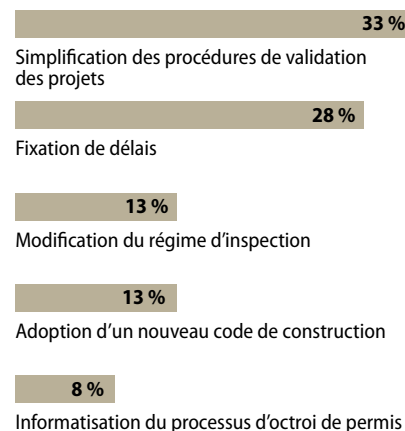 33 %
Simplification des procédures de validation
des projets
28 %
Fixation de délais
13 %
Modification du régime d’inspection
13 %
Adoption d’un nouveau code de construction
8 %
Informatisation du processus d’octroi de permis